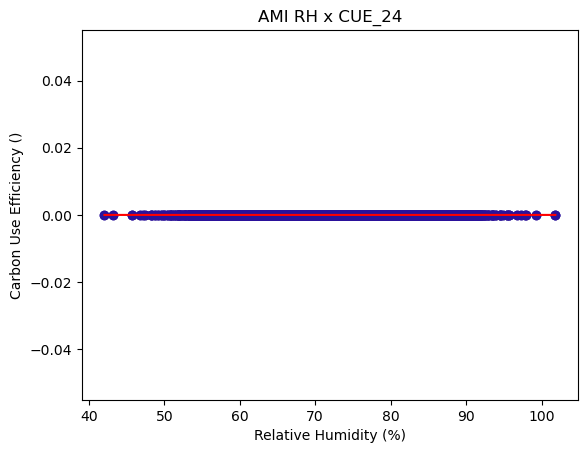 AMI RH x CUE_24
Carbon Use Efficiency ()
0.04
0.02
0.00
−0.02
−0.04
40 50 60 70 80 90 100
Relative Humidity (%)